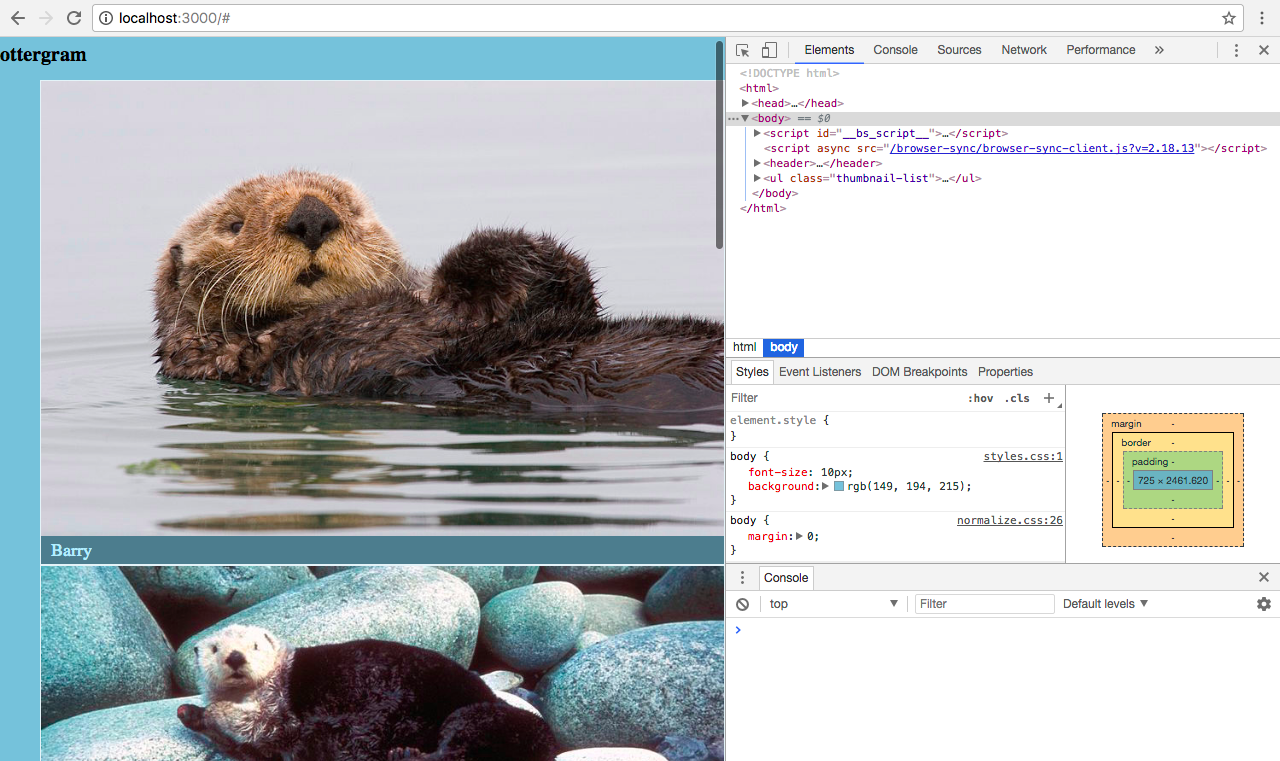 localhost:3000/#
ottergram
Barry
Elements Console Sources Network Performance »
<!DOCTYPE html>
<html>
▶<head>…</head>
…▼<body> == $0
▶<script id="__bs_script__">…</script>
<script async src="/browser-sync/browser-sync-client.js?v=2.18.13"></script>
▶<header>…</header>
▶<ul class="thumbnail-list">…</ul>
</body>
</html>
html body
Styles Event Listeners DOM Breakpoints Properties
Filter :hov .cls +
element.style {
}
body { styles.css:1
font-size: 10px;
background:▶ rgb(149, 194, 215);
}
body { normalize.css:26
margin:▶ 0;
}
margin -
border -
padding -
- - - 725 × 2461.620 - - -
-
-
-
Console
top ▼ Filter Default levels ▼
>